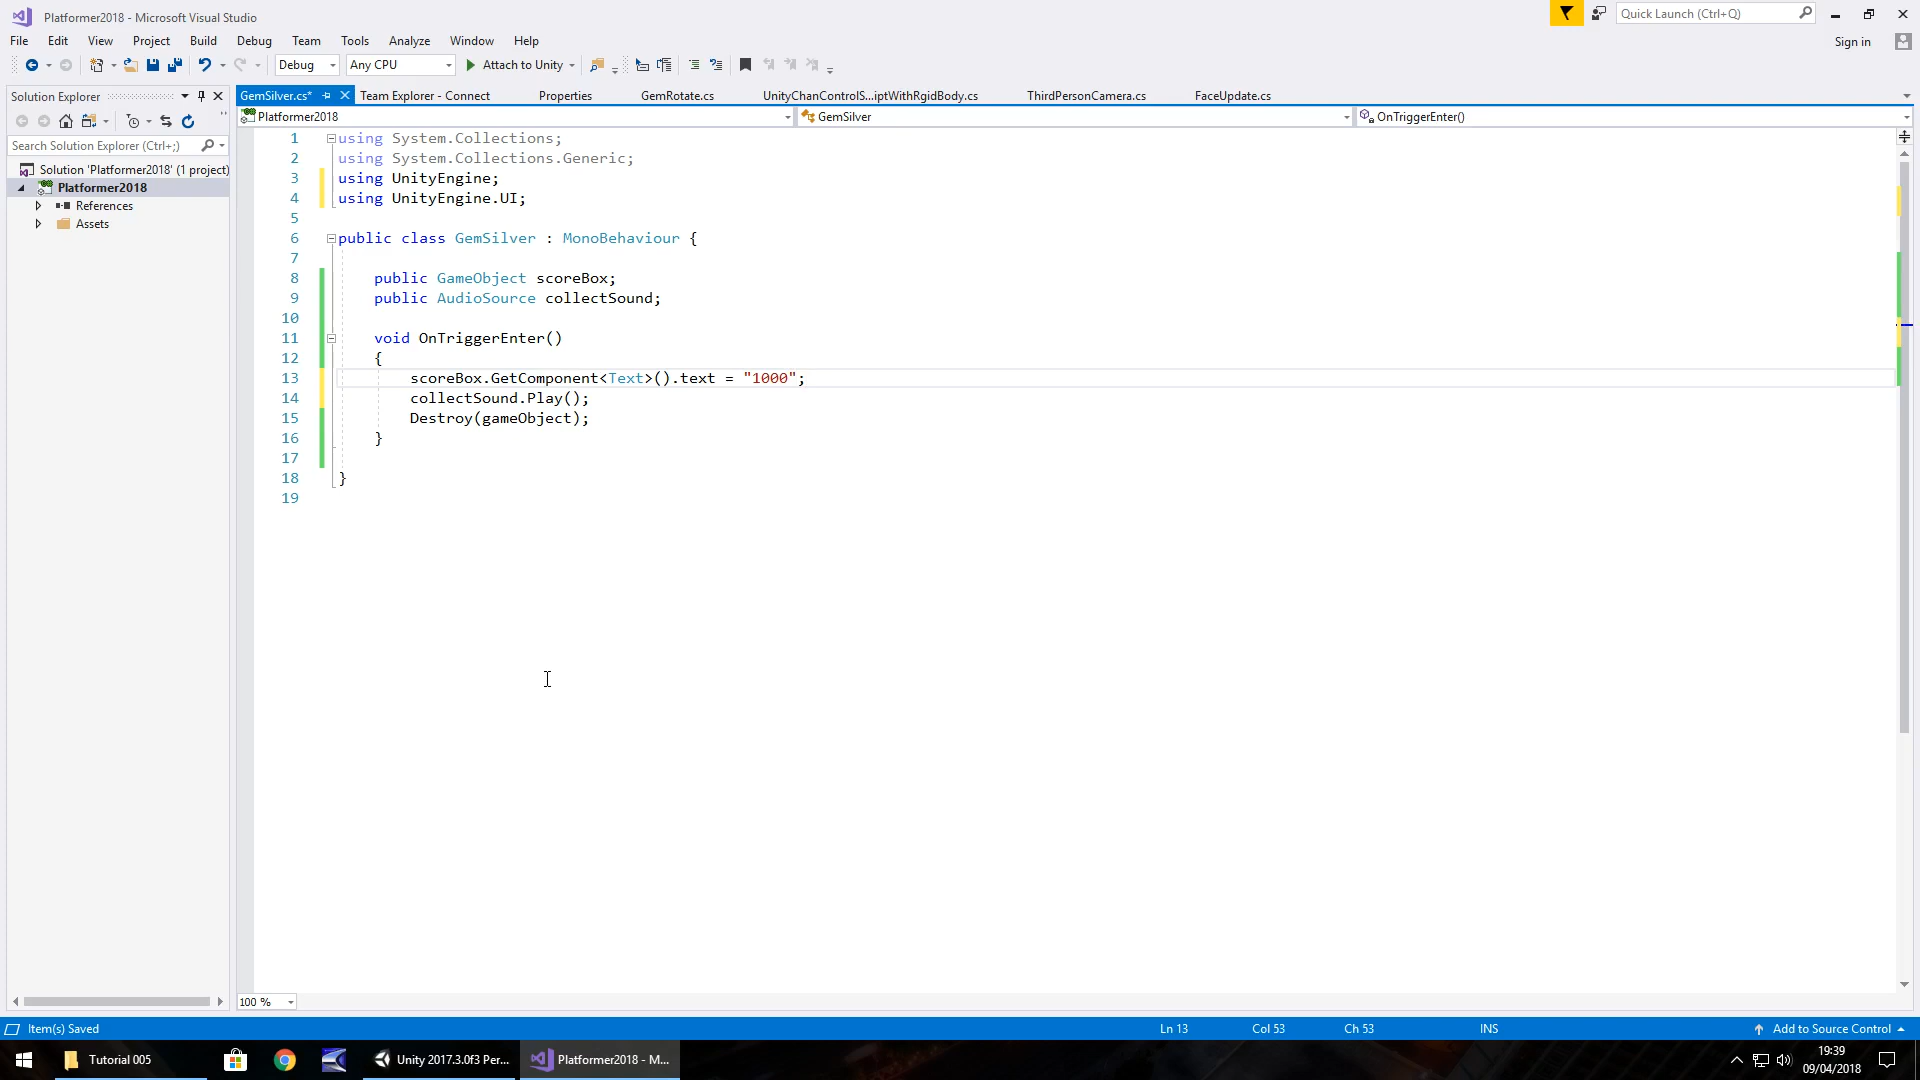 Platformer2018 - Microsoft Visual Studio
Quick Launch (Ctrl+Q)
File Edit View Project Build Debug Team Tools Analyze Window Help
Sign in
Debug Any CPU Attach to Unity
Solution Explorer
GemSilver.cs* Team Explorer - Connect Properties GemRotate.cs UnityChanControlS...iptWithRgidBody.cs ThirdPersonCamera.cs FaceUpdate.cs
Platformer2018 GemSilver OnTriggerEnter()
Search Solution Explorer (Ctrl+;)
Solution 'Platformer2018' (1 project)
Platformer2018
References
Assets
1 using System.Collections;
2 using System.Collections.Generic;
3 using UnityEngine;
4 using UnityEngine.UI;
5
6 public class GemSilver : MonoBehaviour {
7
8 public GameObject scoreBox;
9 public AudioSource collectSound;
10
11 void OnTriggerEnter()
12 {
13 scoreBox.GetComponent<Text>().text = "1000";
14 collectSound.Play();
15 Destroy(gameObject);
16 }
17
18 }
19
100 %
Item(s) Saved Ln 13 Col 53 Ch 53 INS Add to Source Control
Tutorial 005 Unity 2017.3.0f3 Per... Platformer2018 - M...
19:39
09/04/2018